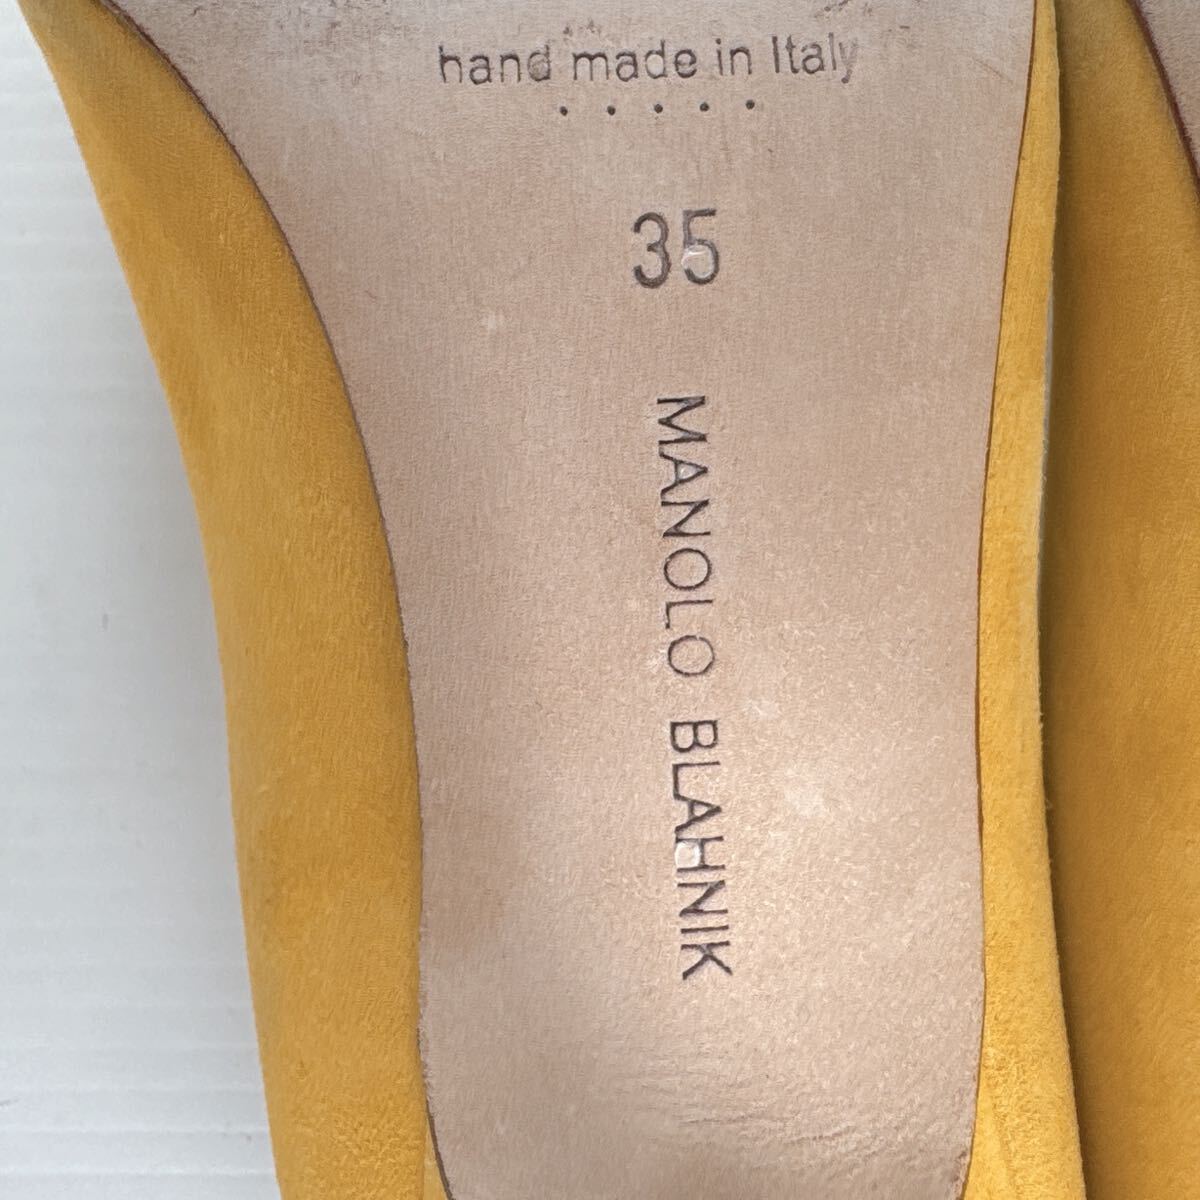 hand made in Italy
.....
35
MANOLO BLAHNIK